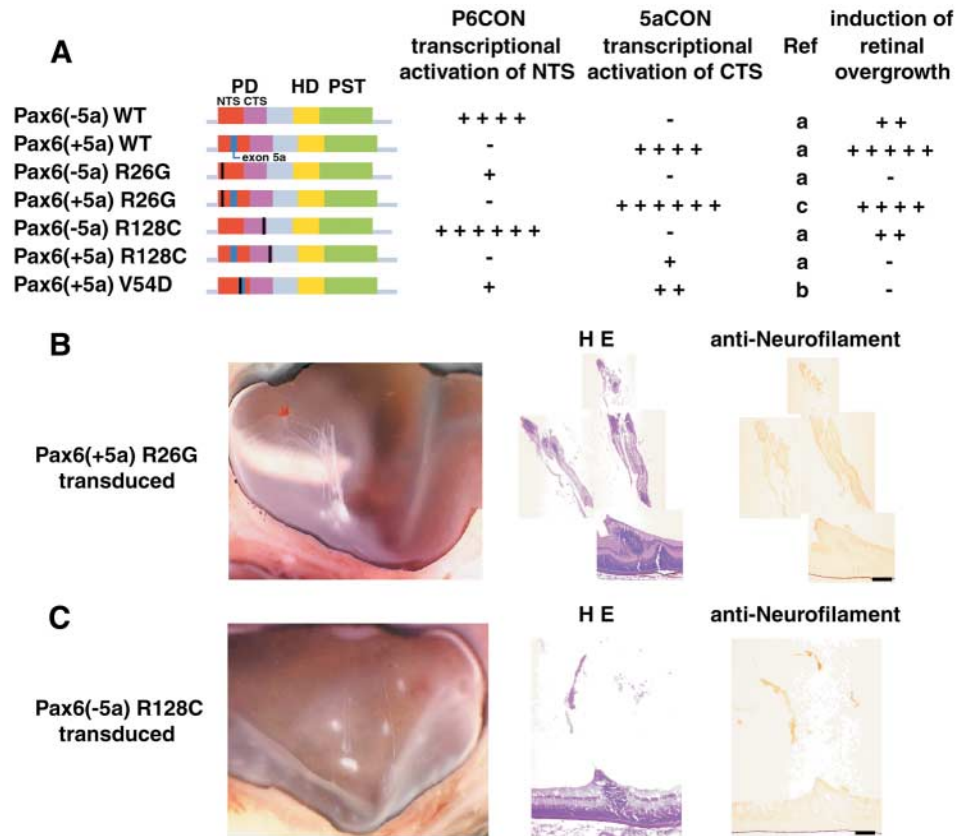 A
P6CON
transcriptional
activation of NTS
5aCON
transcriptional
activation of CTS
Ref
induction of
retinal
overgrowth
PD HD PST
NTS CTS
Pax6(-5a) WT + + + + - a + +
Pax6(+5a) WT - + + + + a + + + + +
exon 5a
Pax6(-5a) R26G + - a -
Pax6(+5a) R26G - + + + + + + c + + + +
Pax6(-5a) R128C + + + + + + - a + +
Pax6(+5a) R128C - + a -
Pax6(+5a) V54D + + + b -
B
H E anti-Neurofilament
Pax6(+5a) R26G
transduced
C
H E anti-Neurofilament
Pax6(-5a) R128C
transduced